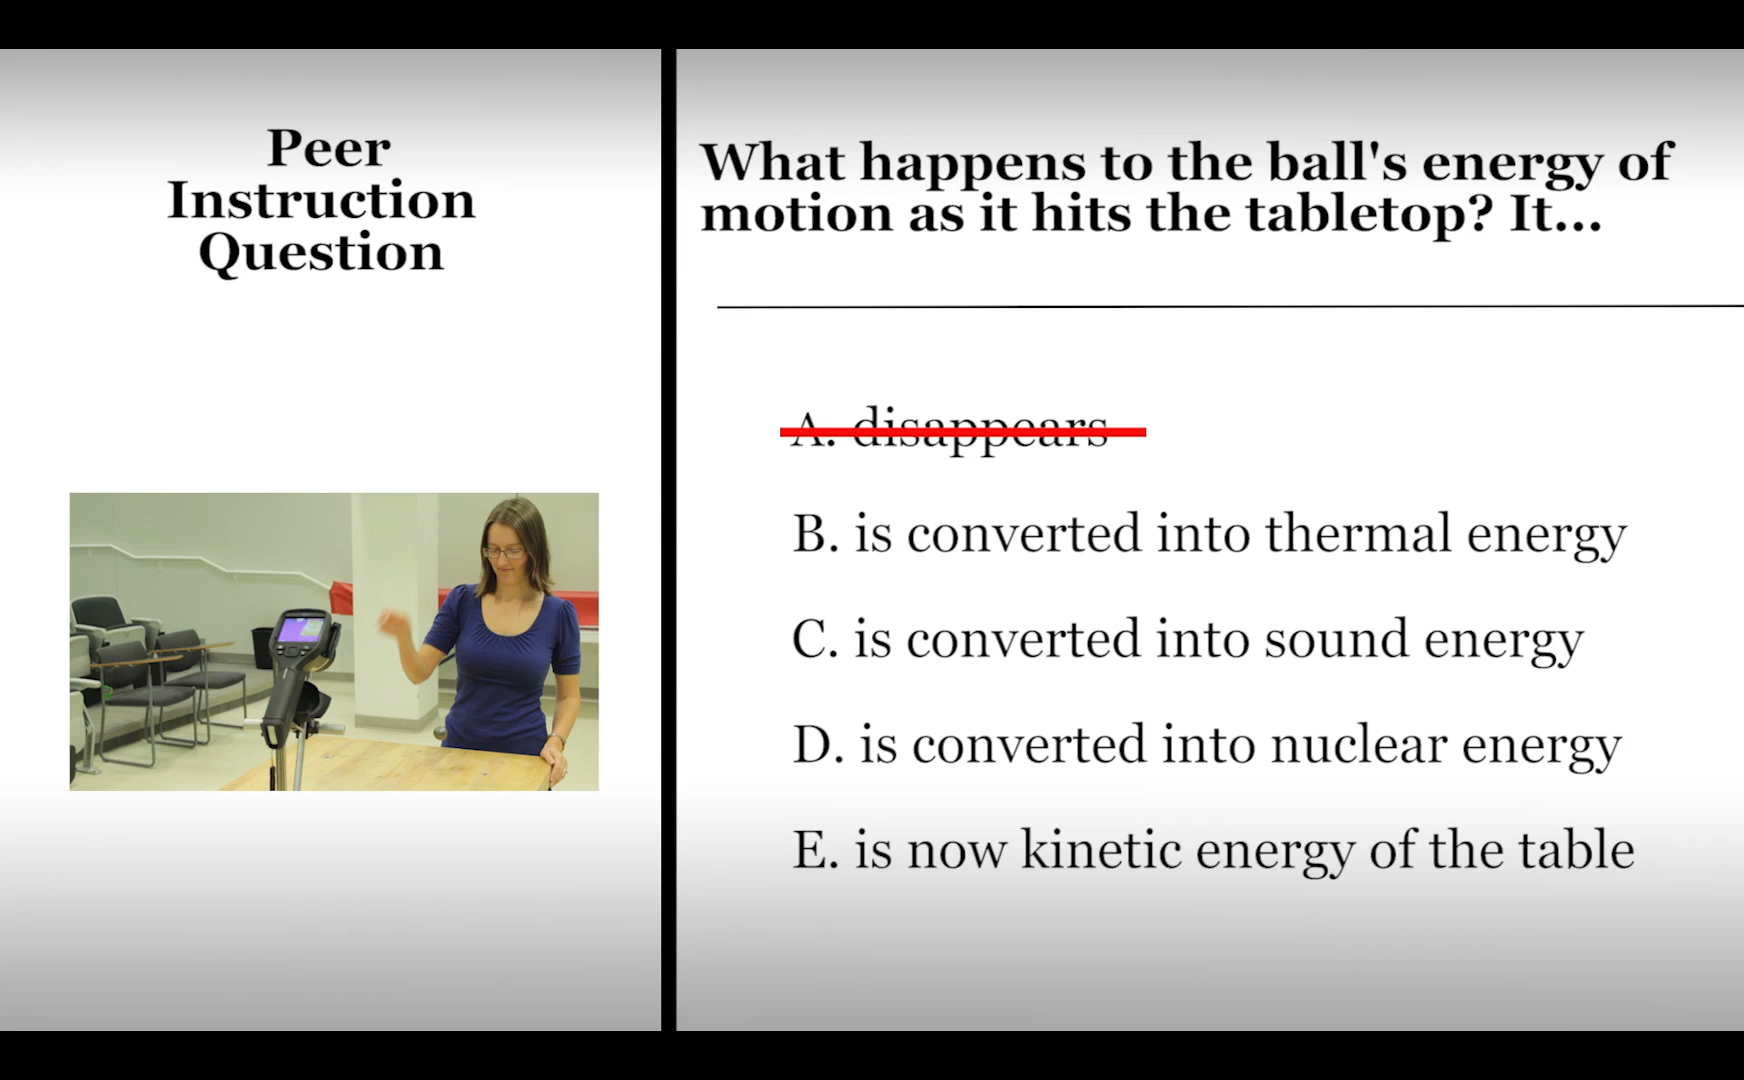 Peer
Instruction
Question
What happens to the ball's energy of
motion as it hits the tabletop? It...
A. disappears
B. is converted into thermal energy
C. is converted into sound energy
D. is converted into nuclear energy
E. is now kinetic energy of the table